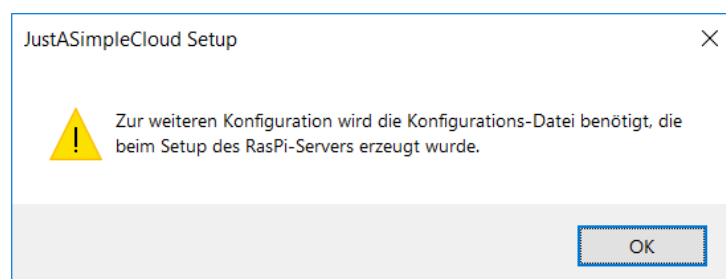 JustASimpleCloud Setup
Zur weiteren Konfiguration wird die Konfigurations-Datei benötigt, die
beim Setup des RasPi-Servers erzeugt wurde.
OK